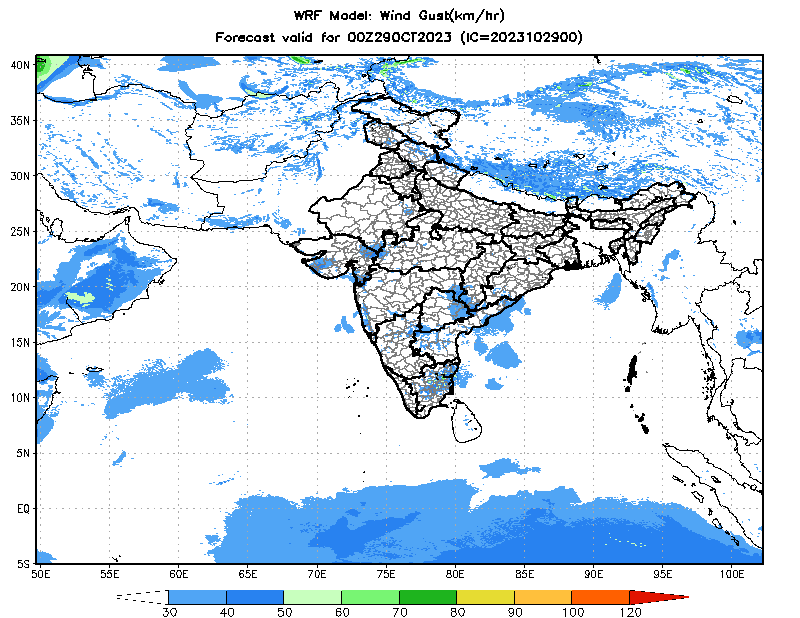 WRF Model: Wind Gust(km/hr)
Forecast valid for 00Z29OCT2023 (IC=2023102900)
40N
35N
30N
25N
20N
15N
10N
5N
EQ
5S
50E 55E 60E 65E 70E 75E 80E 85E 90E 95E 100E
30 40 50 60 70 80 90 100 120